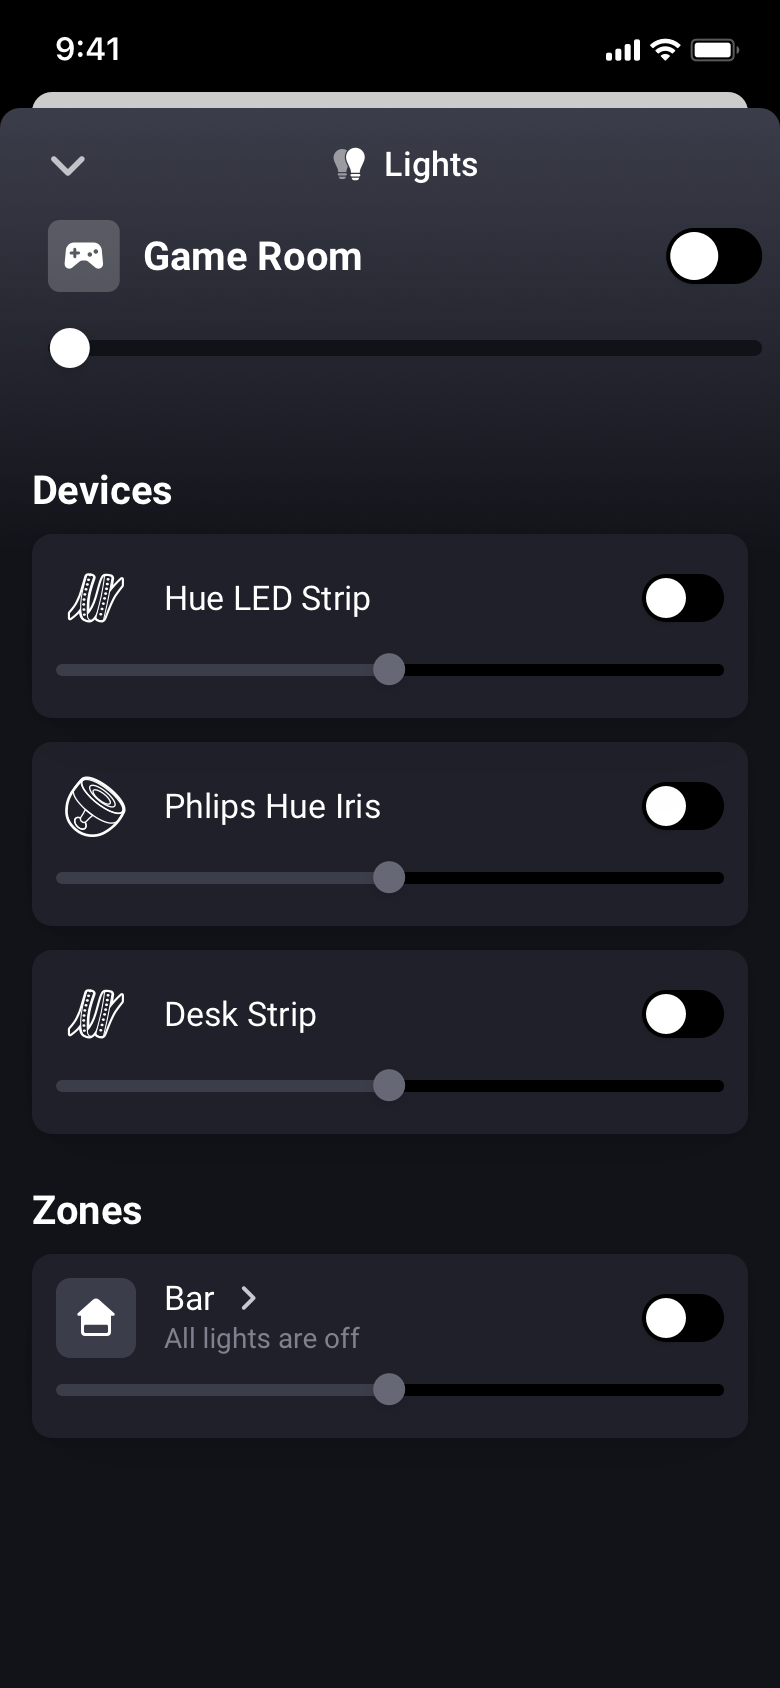 9:41
Lights
Game Room
Devices
Hue LED Strip
Phlips Hue Iris
Desk Strip
Zones
Bar
All lights are off